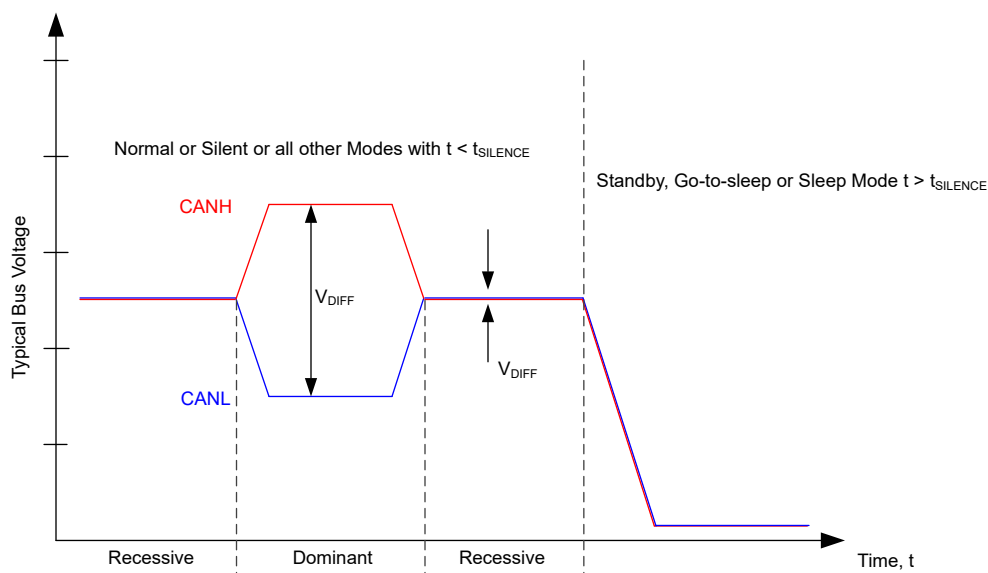 Normal or Silent or all other Modes with t < tSILENCE
Standby, Go-to-sleep or Sleep Mode t > tSILENCE
CANH
VDIFF
VDIFF
CANL
Typical Bus Voltage
Recessive
Dominant
Recessive
Time, t